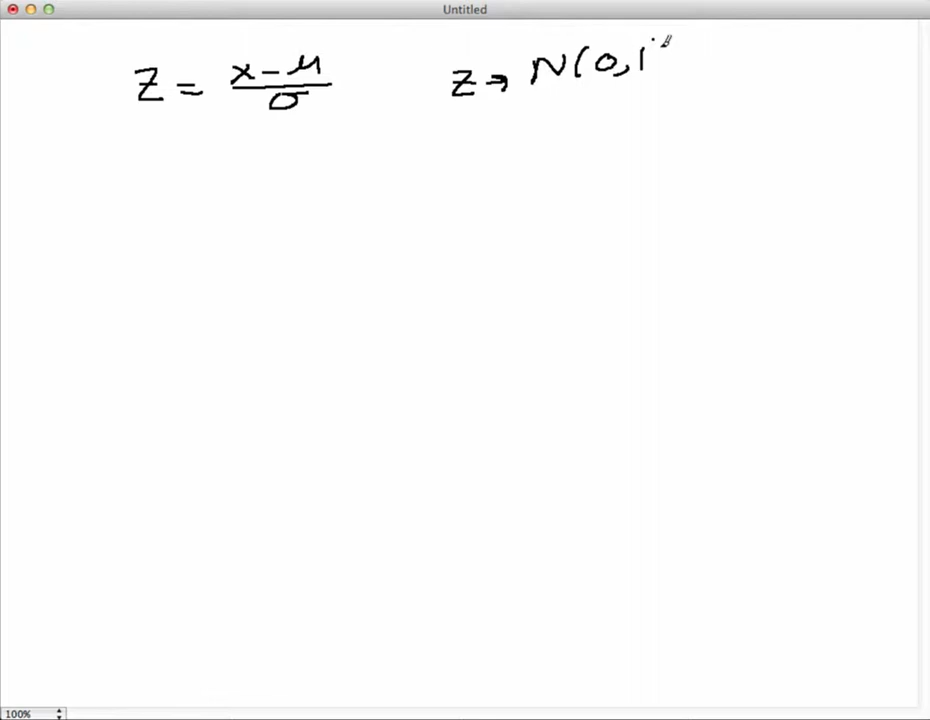 Untitled
Z = x-μ/σ
Z → N(0,1
100%